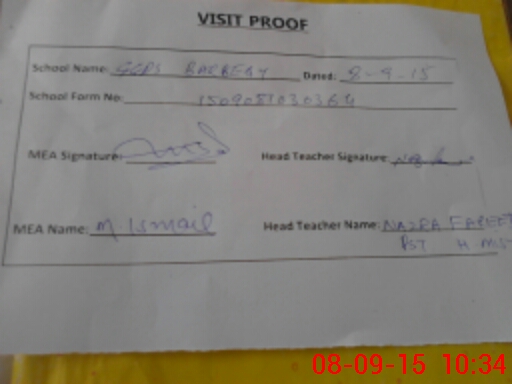 VISIT PROOF
School Name: GGPS BARBERY Dated: 8-9-15
School Form No:
MEA Signature: Head Teacher Signature:
MEA Name: M. Ismail Head Teacher Name: NAZRA
PST H
08-09-15 10:34